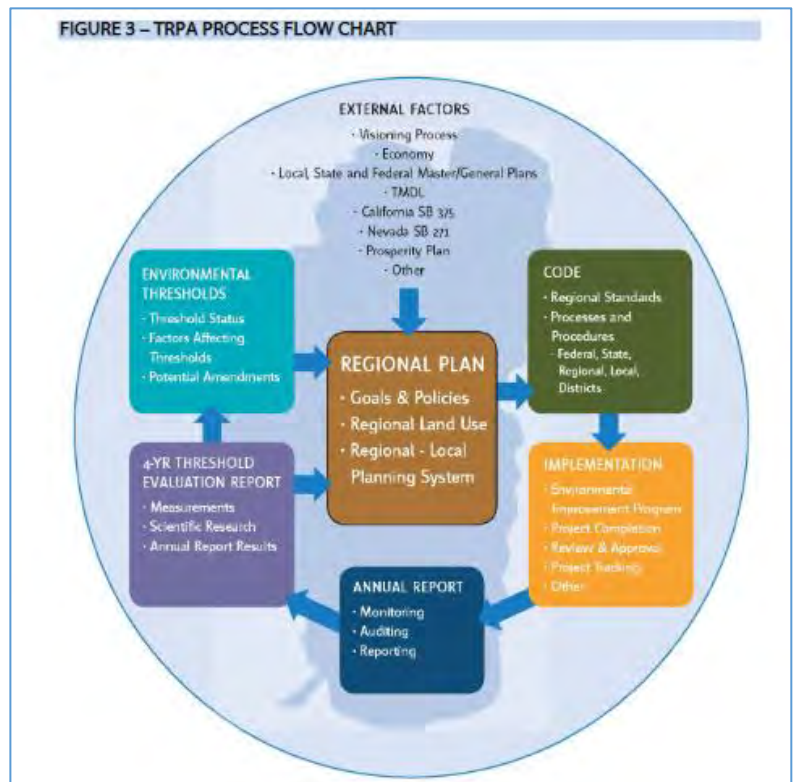 FIGURE 3 – TRPA PROCESS FLOW CHART
EXTERNAL FACTORS
· Visioning Process
· Economy
· Local, State and Federal Master/General Plans
· TMDL
· California SB 375
· Nevada SB 271
· Prosperity Plan
· Other
ENVIRONMENTAL
THRESHOLDS
· Threshold Status
· Factors Affecting
Thresholds
· Potential Amendments
REGIONAL PLAN
· Goals & Policies
· Regional Land Use
· Regional - Local
Planning System
CODE
· Regional Standards
· Processes and
Procedures
- Federal, State,
Regional, Local,
Districts
4-YR THRESHOLD
EVALUATION REPORT
· Measurements
· Scientific Research
· Annual Report Results
IMPLEMENTATION
· Environmental
Improvement Program
· Project Completion
· Review & Approval
· Project Tracking
· Other
ANNUAL REPORT
· Monitoring
· Auditing
· Reporting